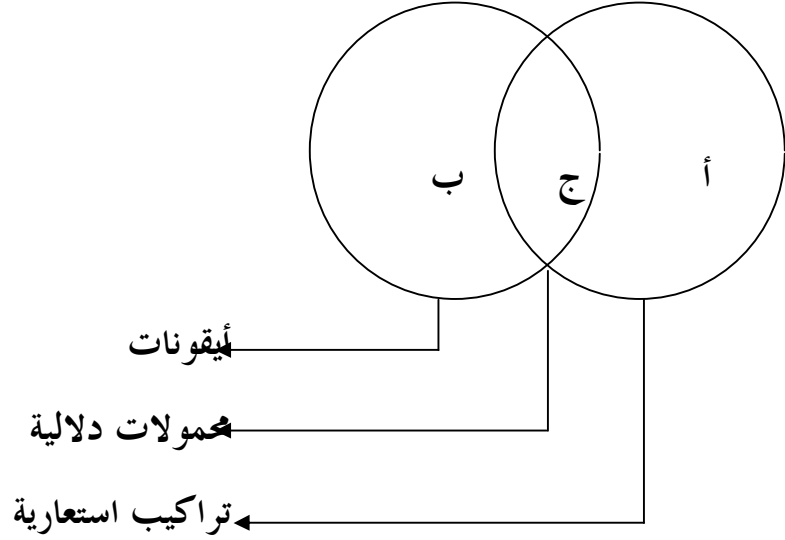 أ ج ب
أيقونات
محمولات دلالية
تراكيب استعارية